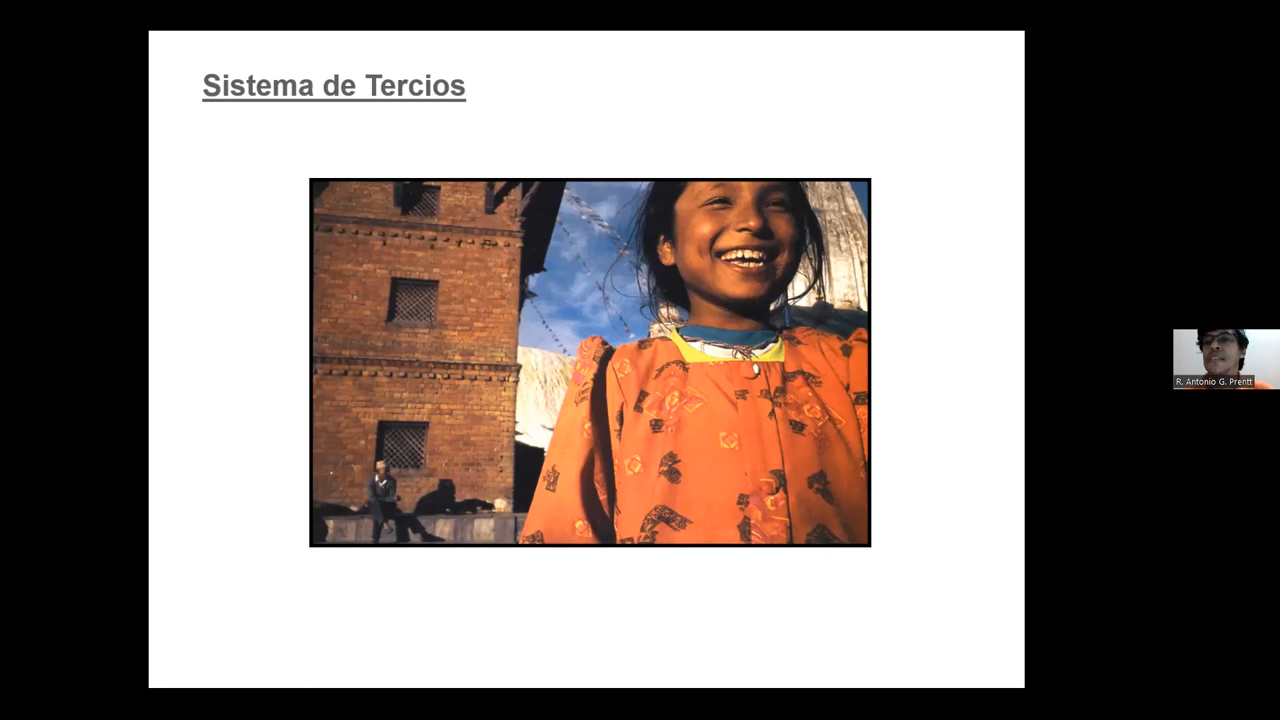 Sistema de Tercios
R. Antonio G. Prentt